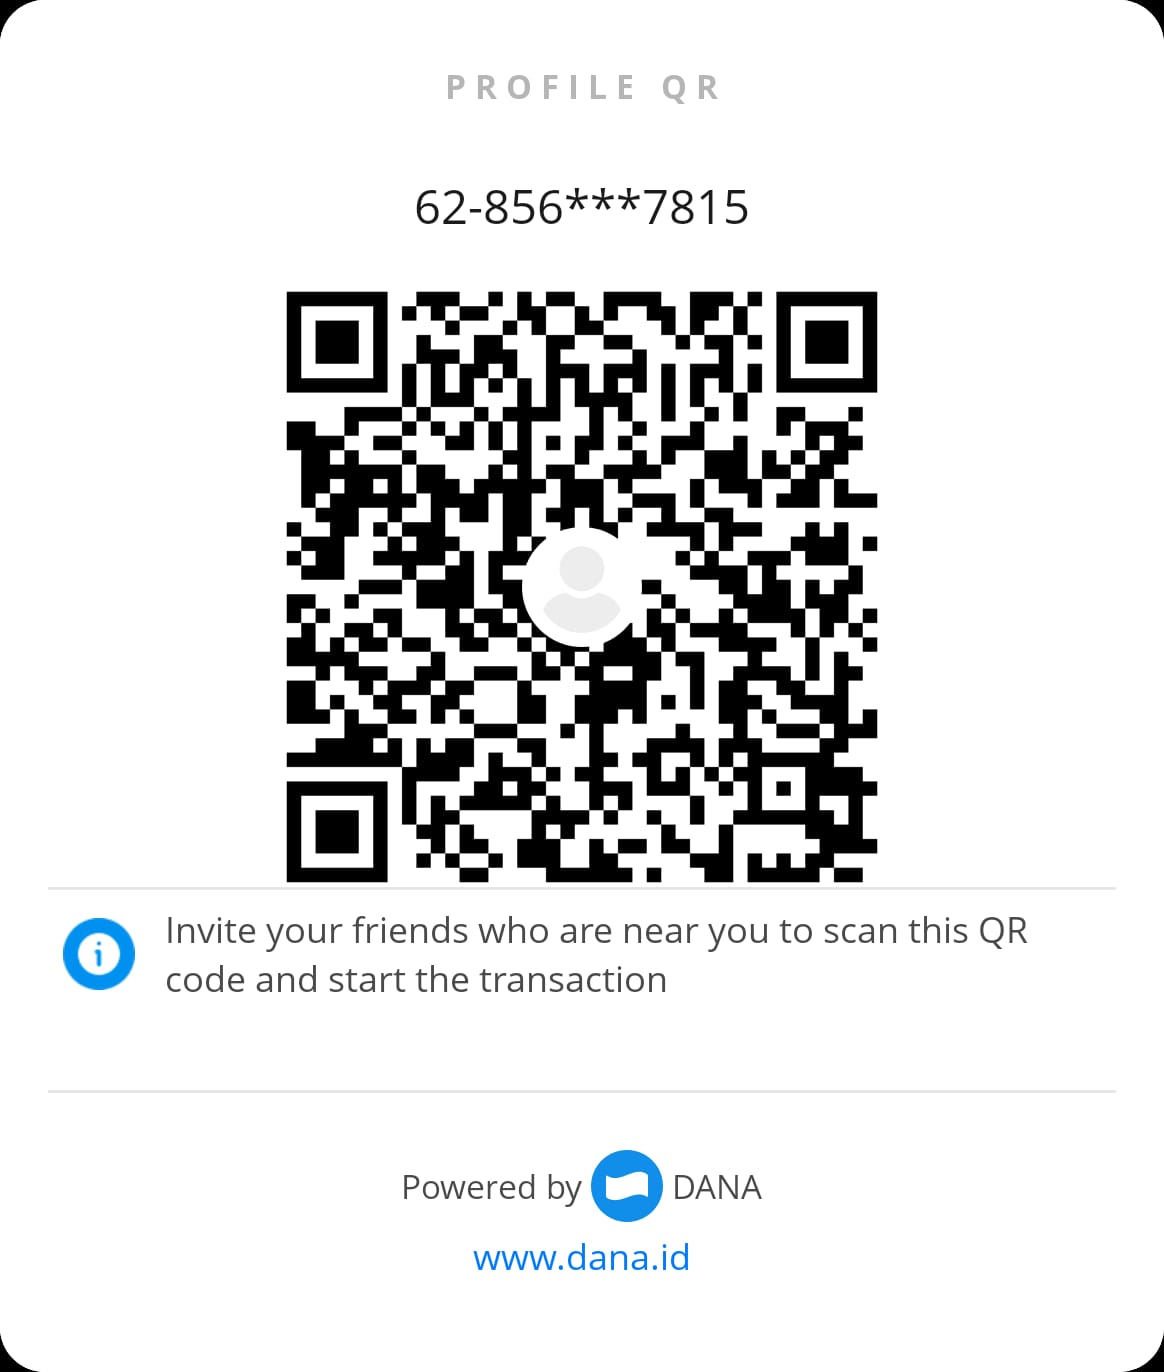 PROFILE QR
62-856***7815
Invite your friends who are near you to scan this QR
code and start the transaction
Powered by DANA
www.dana.id